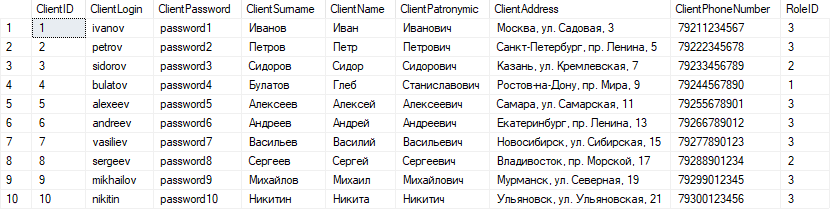 ClientID ClientLogin ClientPassword ClientSurname ClientName ClientPatronymic ClientAddress ClientPhoneNumber RoleID
1 1 ivanov password1 Иванов Иван Иванович Москва, ул. Садовая, 3 79211234567 3
2 2 petrov password2 Петров Петр Петрович Санкт-Петербург, пр. Ленина, 5 79222345678 3
3 3 sidorov password3 Сидоров Сидор Сидорович Казань, ул. Кремлевская, 7 79233456789 2
4 4 bulatov password4 Булатов Глеб Станиславович Ростов-на-Дону, пр. Мира, 9 79244567890 1
5 5 alexeev password5 Алексеев Алексей Алексеевич Самара, ул. Самарская, 11 79255678901 3
6 6 andreev password6 Андреев Андрей Андреевич Екатеринбург, пр. Ленина, 13 79266789012 3
7 7 vasiliev password7 Васильев Василий Васильевич Новосибирск, ул. Сибирская, 15 79277890123 3
8 8 sergeev password8 Сергеев Сергей Сергеевич Владивосток, пр. Морской, 17 79288901234 2
9 9 mikhailov password9 Михайлов Михаил Михайлович Мурманск, ул. Северная, 19 79299012345 3
10 10 nikitin password10 Никитин Никита Никитич Ульяновск, ул. Ульяновская, 21 79300123456 3